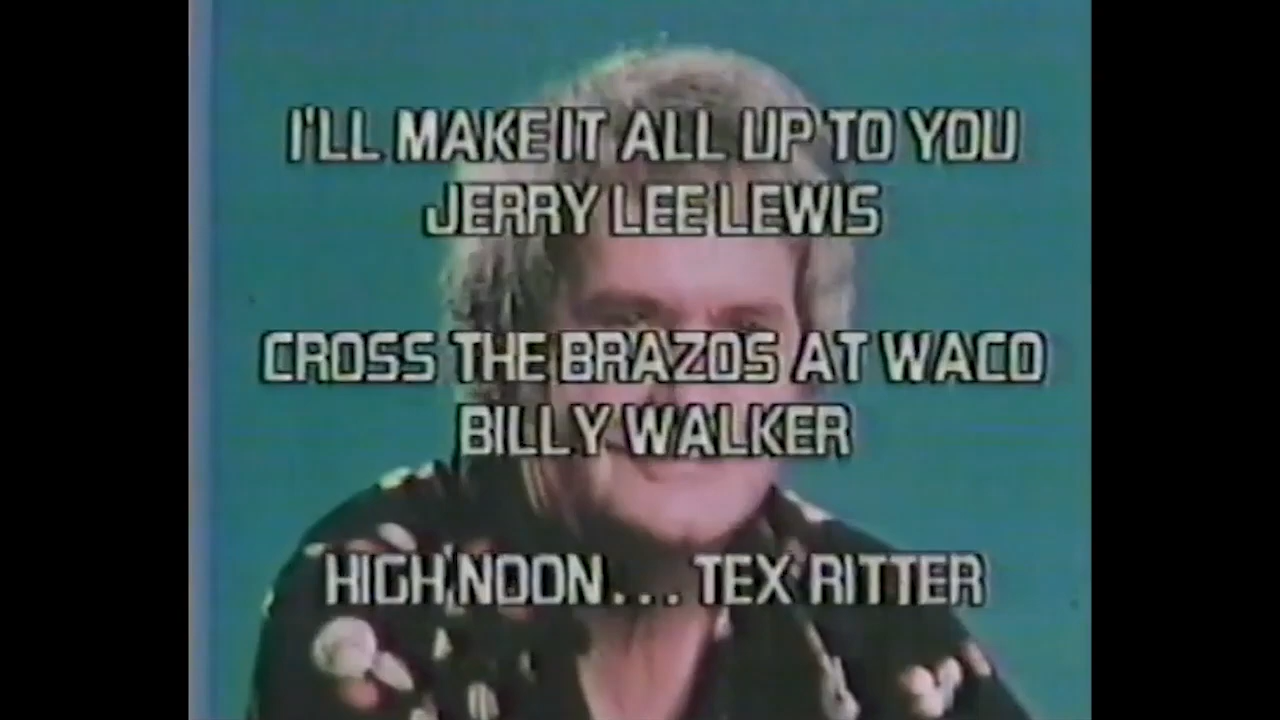 I'LL MAKE IT ALL UP TO YOU
JERRY LEE LEWIS
CROSS THE BRAZOS AT WACO
BILLY WALKER
HIGH NOON... TEX RITTER